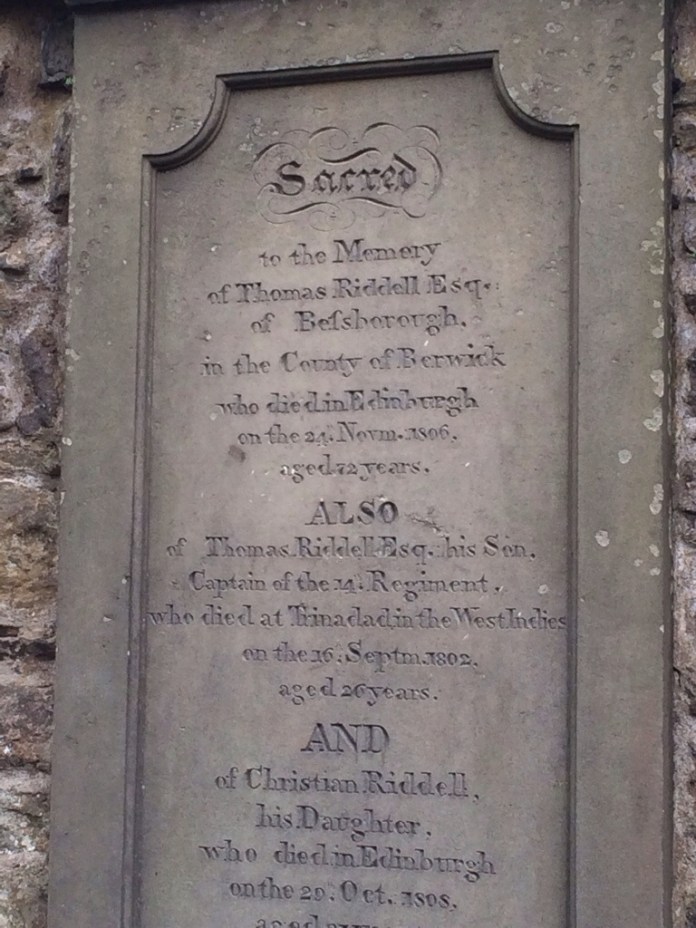 Sacred
to the Memory
of Thomas Riddell Esq.
of Beſsborough,
in the County of Berwick
who died in Edinburgh
on the 24. Novm. 1806,
aged 72 years.
ALSO
of Thomas Riddell Esq. his Son,
Captain of the 14. Regiment,
who died at Trinadad in the West Indies
on the 16. Septm. 1802,
aged 26 years.
AND
of Christian Riddell,
his Daughter,
who died in Edinburgh
on the 29. Oct. 1808,
aged